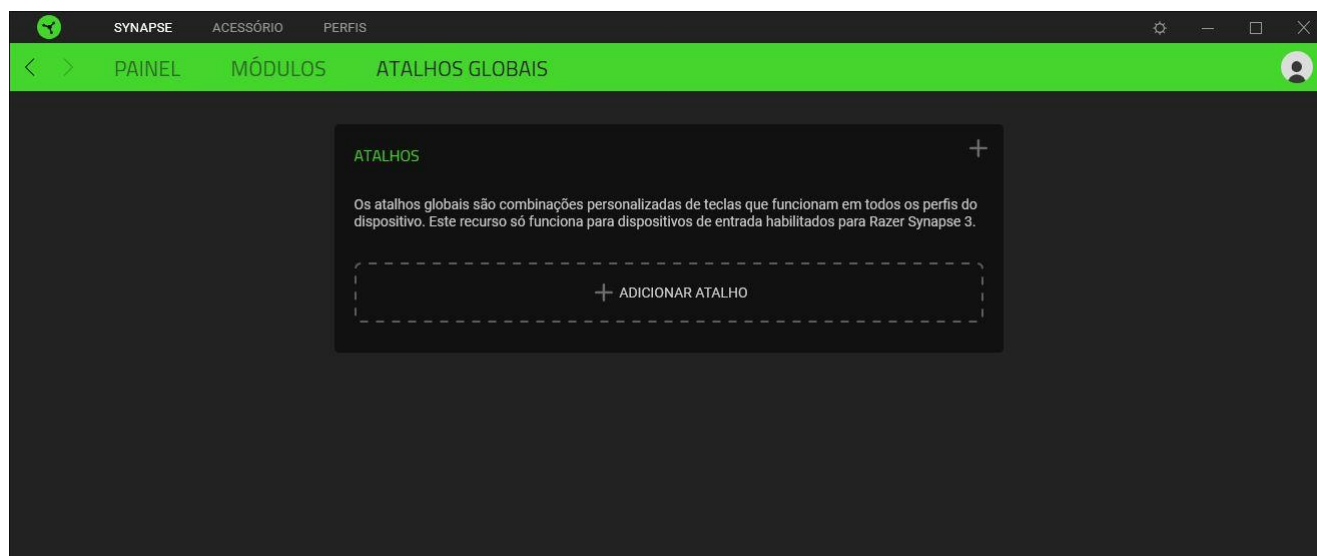 SYNAPSE ACESSÓRIO PERFIS
PAINEL MÓDULOS ATALHOS GLOBAIS
ATALHOS
Os atalhos globais são combinações personalizadas de teclas que funcionam em todos os perfis do
dispositivo. Este recurso só funciona para dispositivos de entrada habilitados para Razer Synapse 3.
ADICIONAR ATALHO